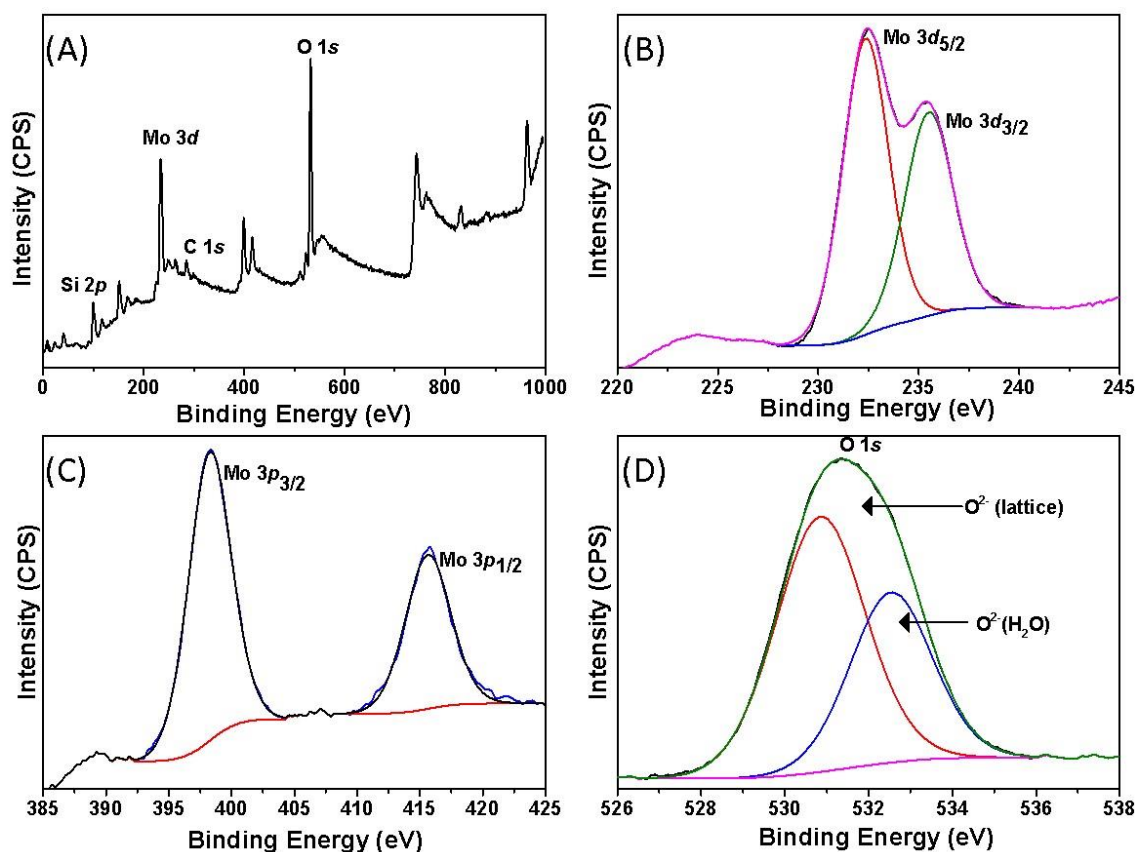 (A)
O 1s
Mo 3d
C 1s
Si 2p
Intensity (CPS)
0 200 400 600 800 1000
Binding Energy (eV)
(B)
Mo 3d5/2
Mo 3d3/2
Intensity (CPS)
220 225 230 235 240 245
Binding Energy (eV)
(C)
Mo 3p3/2
Mo 3p1/2
Intensity (CPS)
385 390 395 400 405 410 415 420 425
Binding Energy (eV)
(D)
O 1s
O²⁻ (lattice)
O²⁻(H₂O)
Intensity (CPS)
526 528 530 532 534 536 538
Binding Energy (eV)